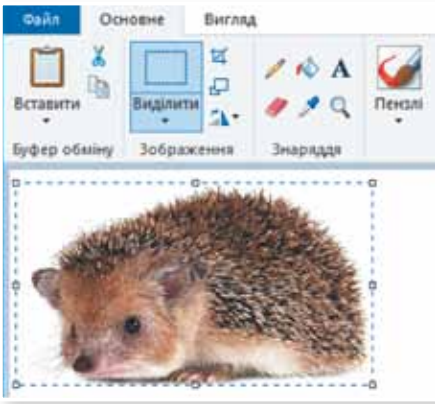 Файл Основне Вигляд
Вставити Виділити A Пензлі
Буфер обміну Зображення Знаряддя